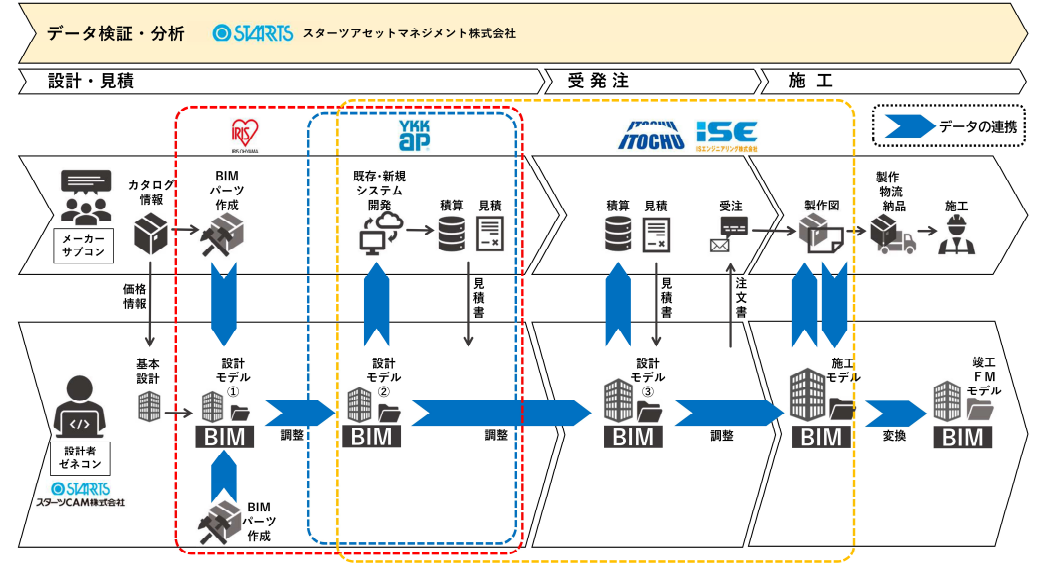 データ検証・分析
STARTS
スターツアセットマネジメント株式会社
設計・見積
受発注
施 工
データの連携
IRIS
IRIS OHYAMA
YKK
ap
ITOCHU
ITOCHU
iSE
ISエンジニアリング株式会社
メーカー
サブコン
カタログ
情報
BIM
パーツ
作成
既存・新規
システム
開発
積算
見積
積算
見積
受注
製作図
製作
物流
納品
施工
価格
情報
見積書
見積書
注文書
基本
設計
設計
モデル
①
BIM
調整
設計
モデル
②
BIM
調整
設計
モデル
③
BIM
調整
施工
モデル
BIM
変換
竣工
FM
モデル
BIM
設計者
ゼネコン
STARTS
スターツCAM株式会社
BIM
パーツ
作成